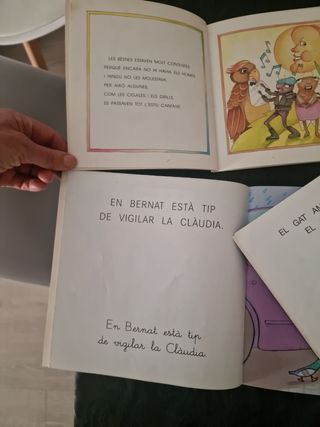 LES BESTIES ESTAVEN MOLT CONTENTES
PERQUÈ ENCARA NO HI HAVIA ELS HOMES
I NINGÚ NO LES MOLESTAVA.
PER AIXÒ ALGUNES,
COM LES CIGALES I ELS GRILLS,
ES PASSAVEN TOT L'ESTIU CANTANT.
EN BERNAT ESTÀ TIP
DE VIGILAR LA CLÀUDIA.
En Bernat està tip
de vigilar la Clàudia.
EL GAT AN
EL